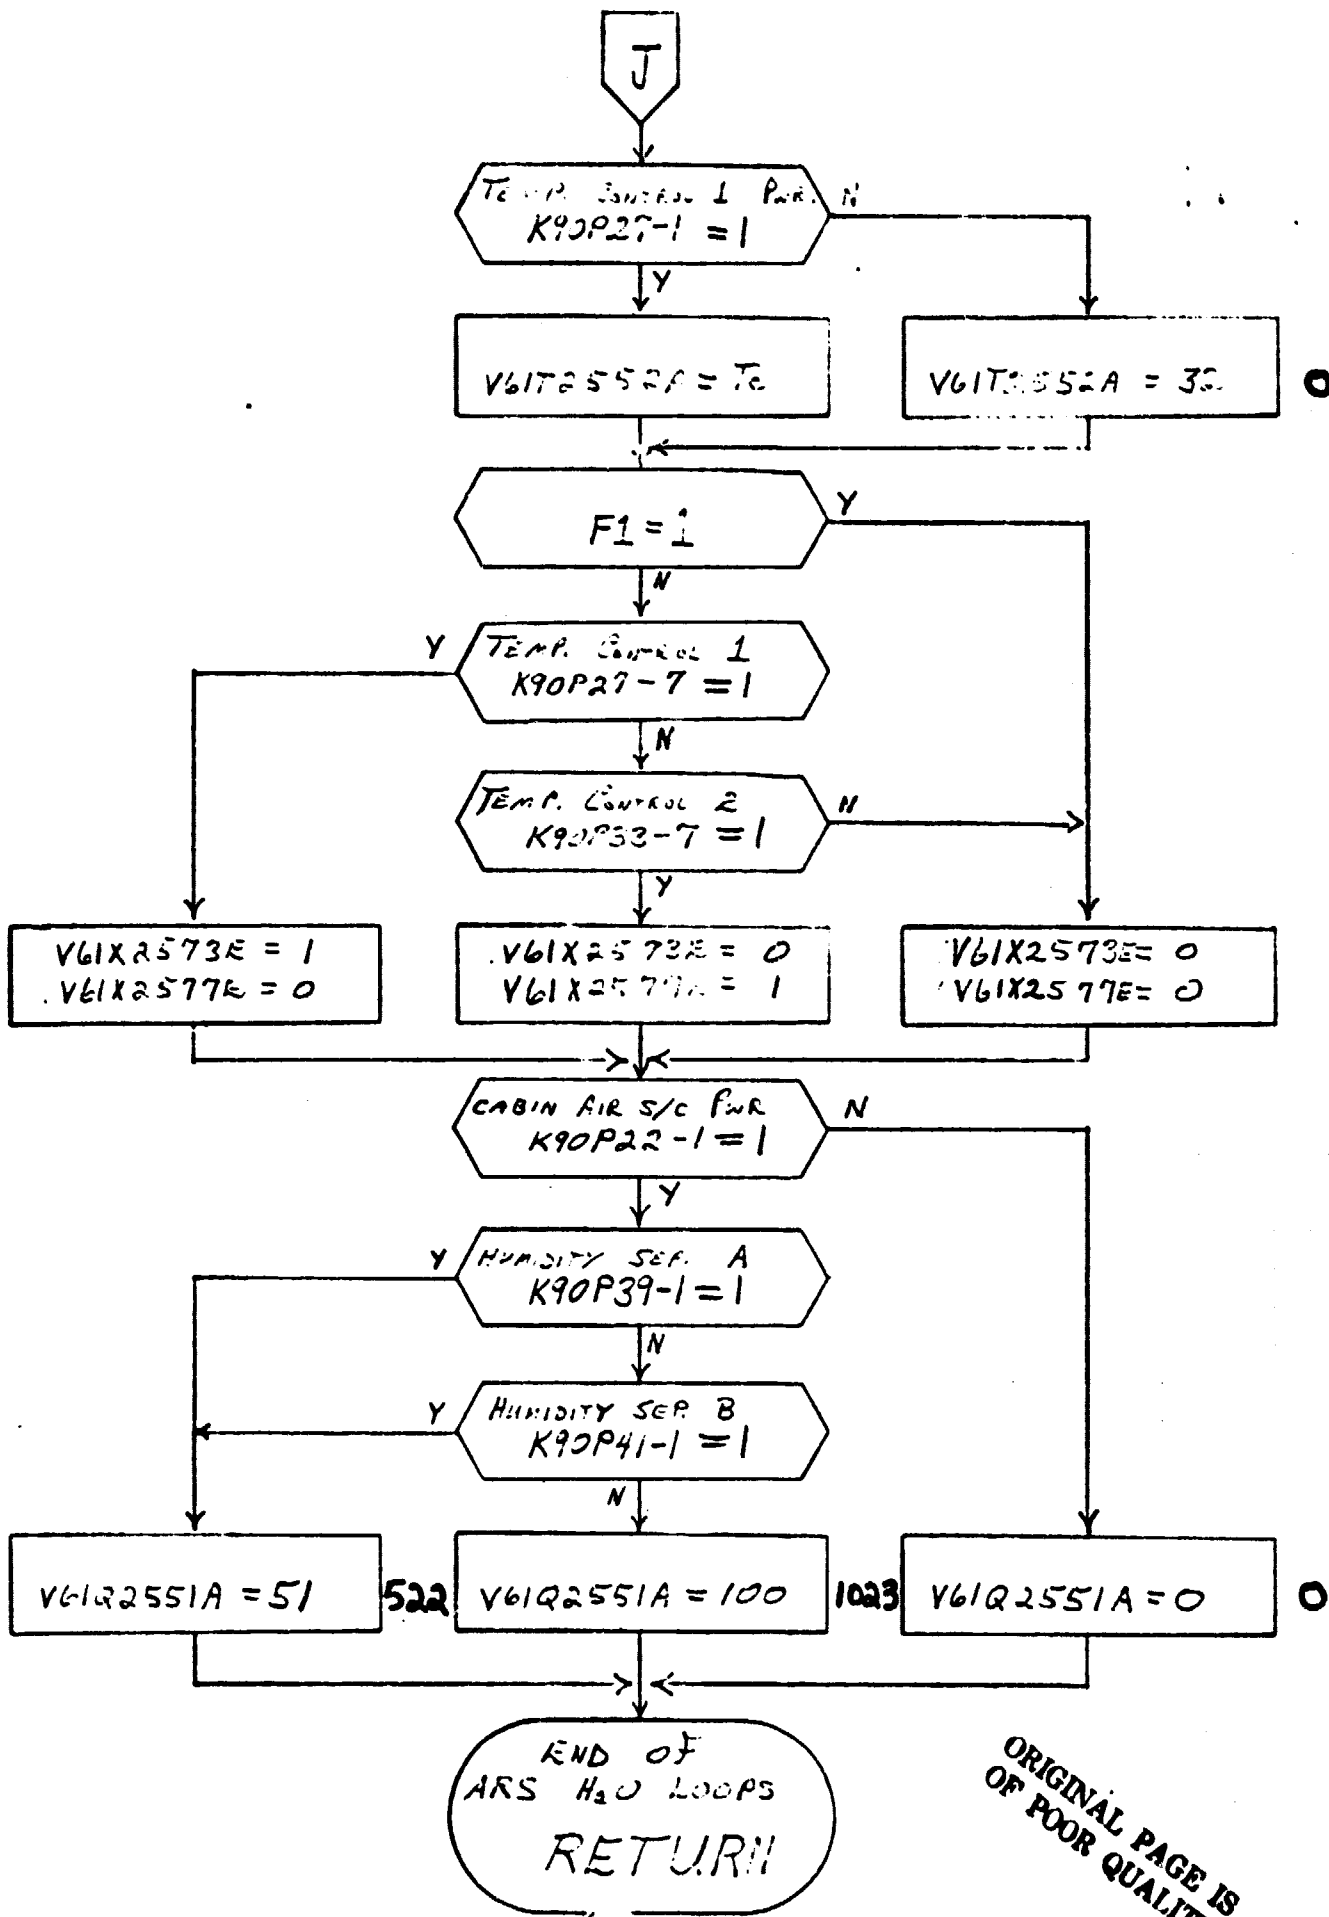 J
TEMP. CONTROL 1 PWR. N
K90P27-1 = 1
Y
V61T2552A = Tc
V61T2552A = 32 0
Y
F1 = 1
N
Y TEMP. CONTROL 1
K90P27-7 = 1
N
TEMP. CONTROL 2 N
K90P33-7 = 1
Y
V61X2573E = 1
V61X2577E = 0
V61X2573E = 0
V61X2577E = 1
V61X2573E = 0
V61X2577E = 0
CABIN AIR S/C PWR N
K90P22-1 = 1
Y
Y HUMIDITY SEP. A
K90P39-1 = 1
N
Y HUMIDITY SEP. B
K90P41-1 = 1
N
V61Q2551A = 51 522 V61Q2551A = 100 1023 V61Q2551A = 0 0
END OF
ARS H₂O LOOPS
RETURN
ORIGINAL PAGE IS
OF POOR QUALIT